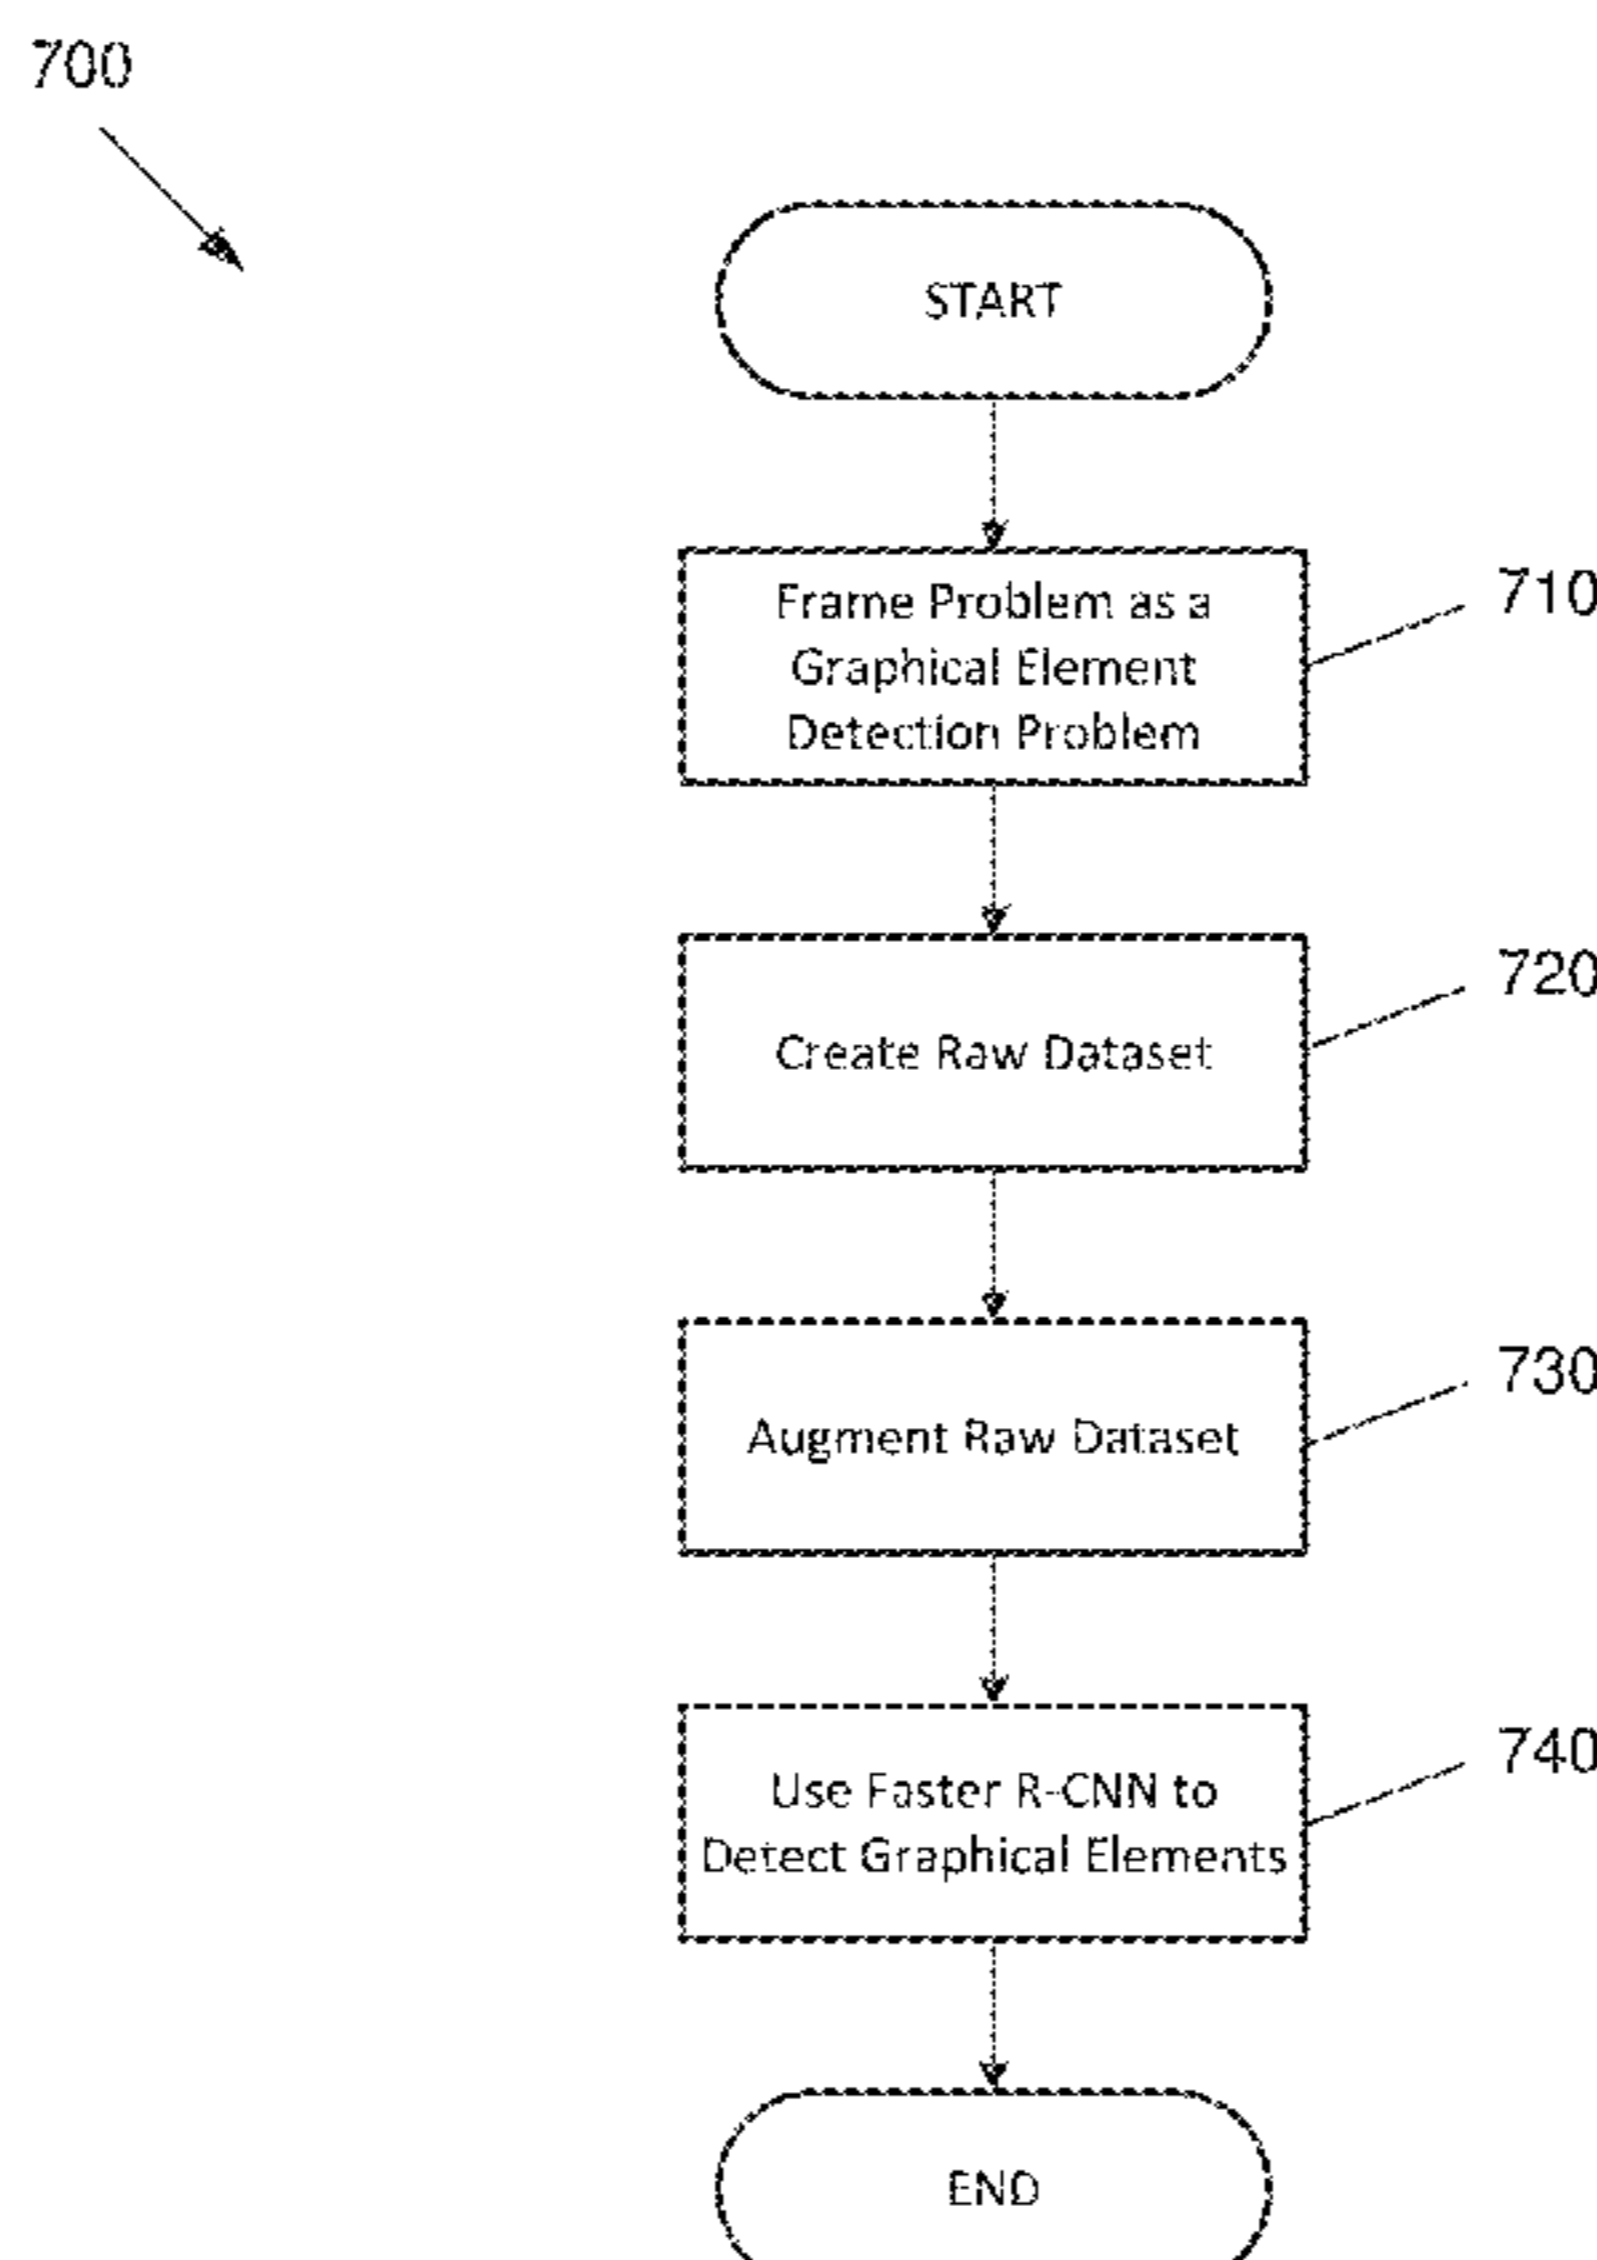 700
START
Frame Problem as a
Graphical Element
Detection Problem
710
Create Raw Dataset
720
Augment Raw Dataset
730
Use Faster R-CNN to
Detect Graphical Elements
740
END